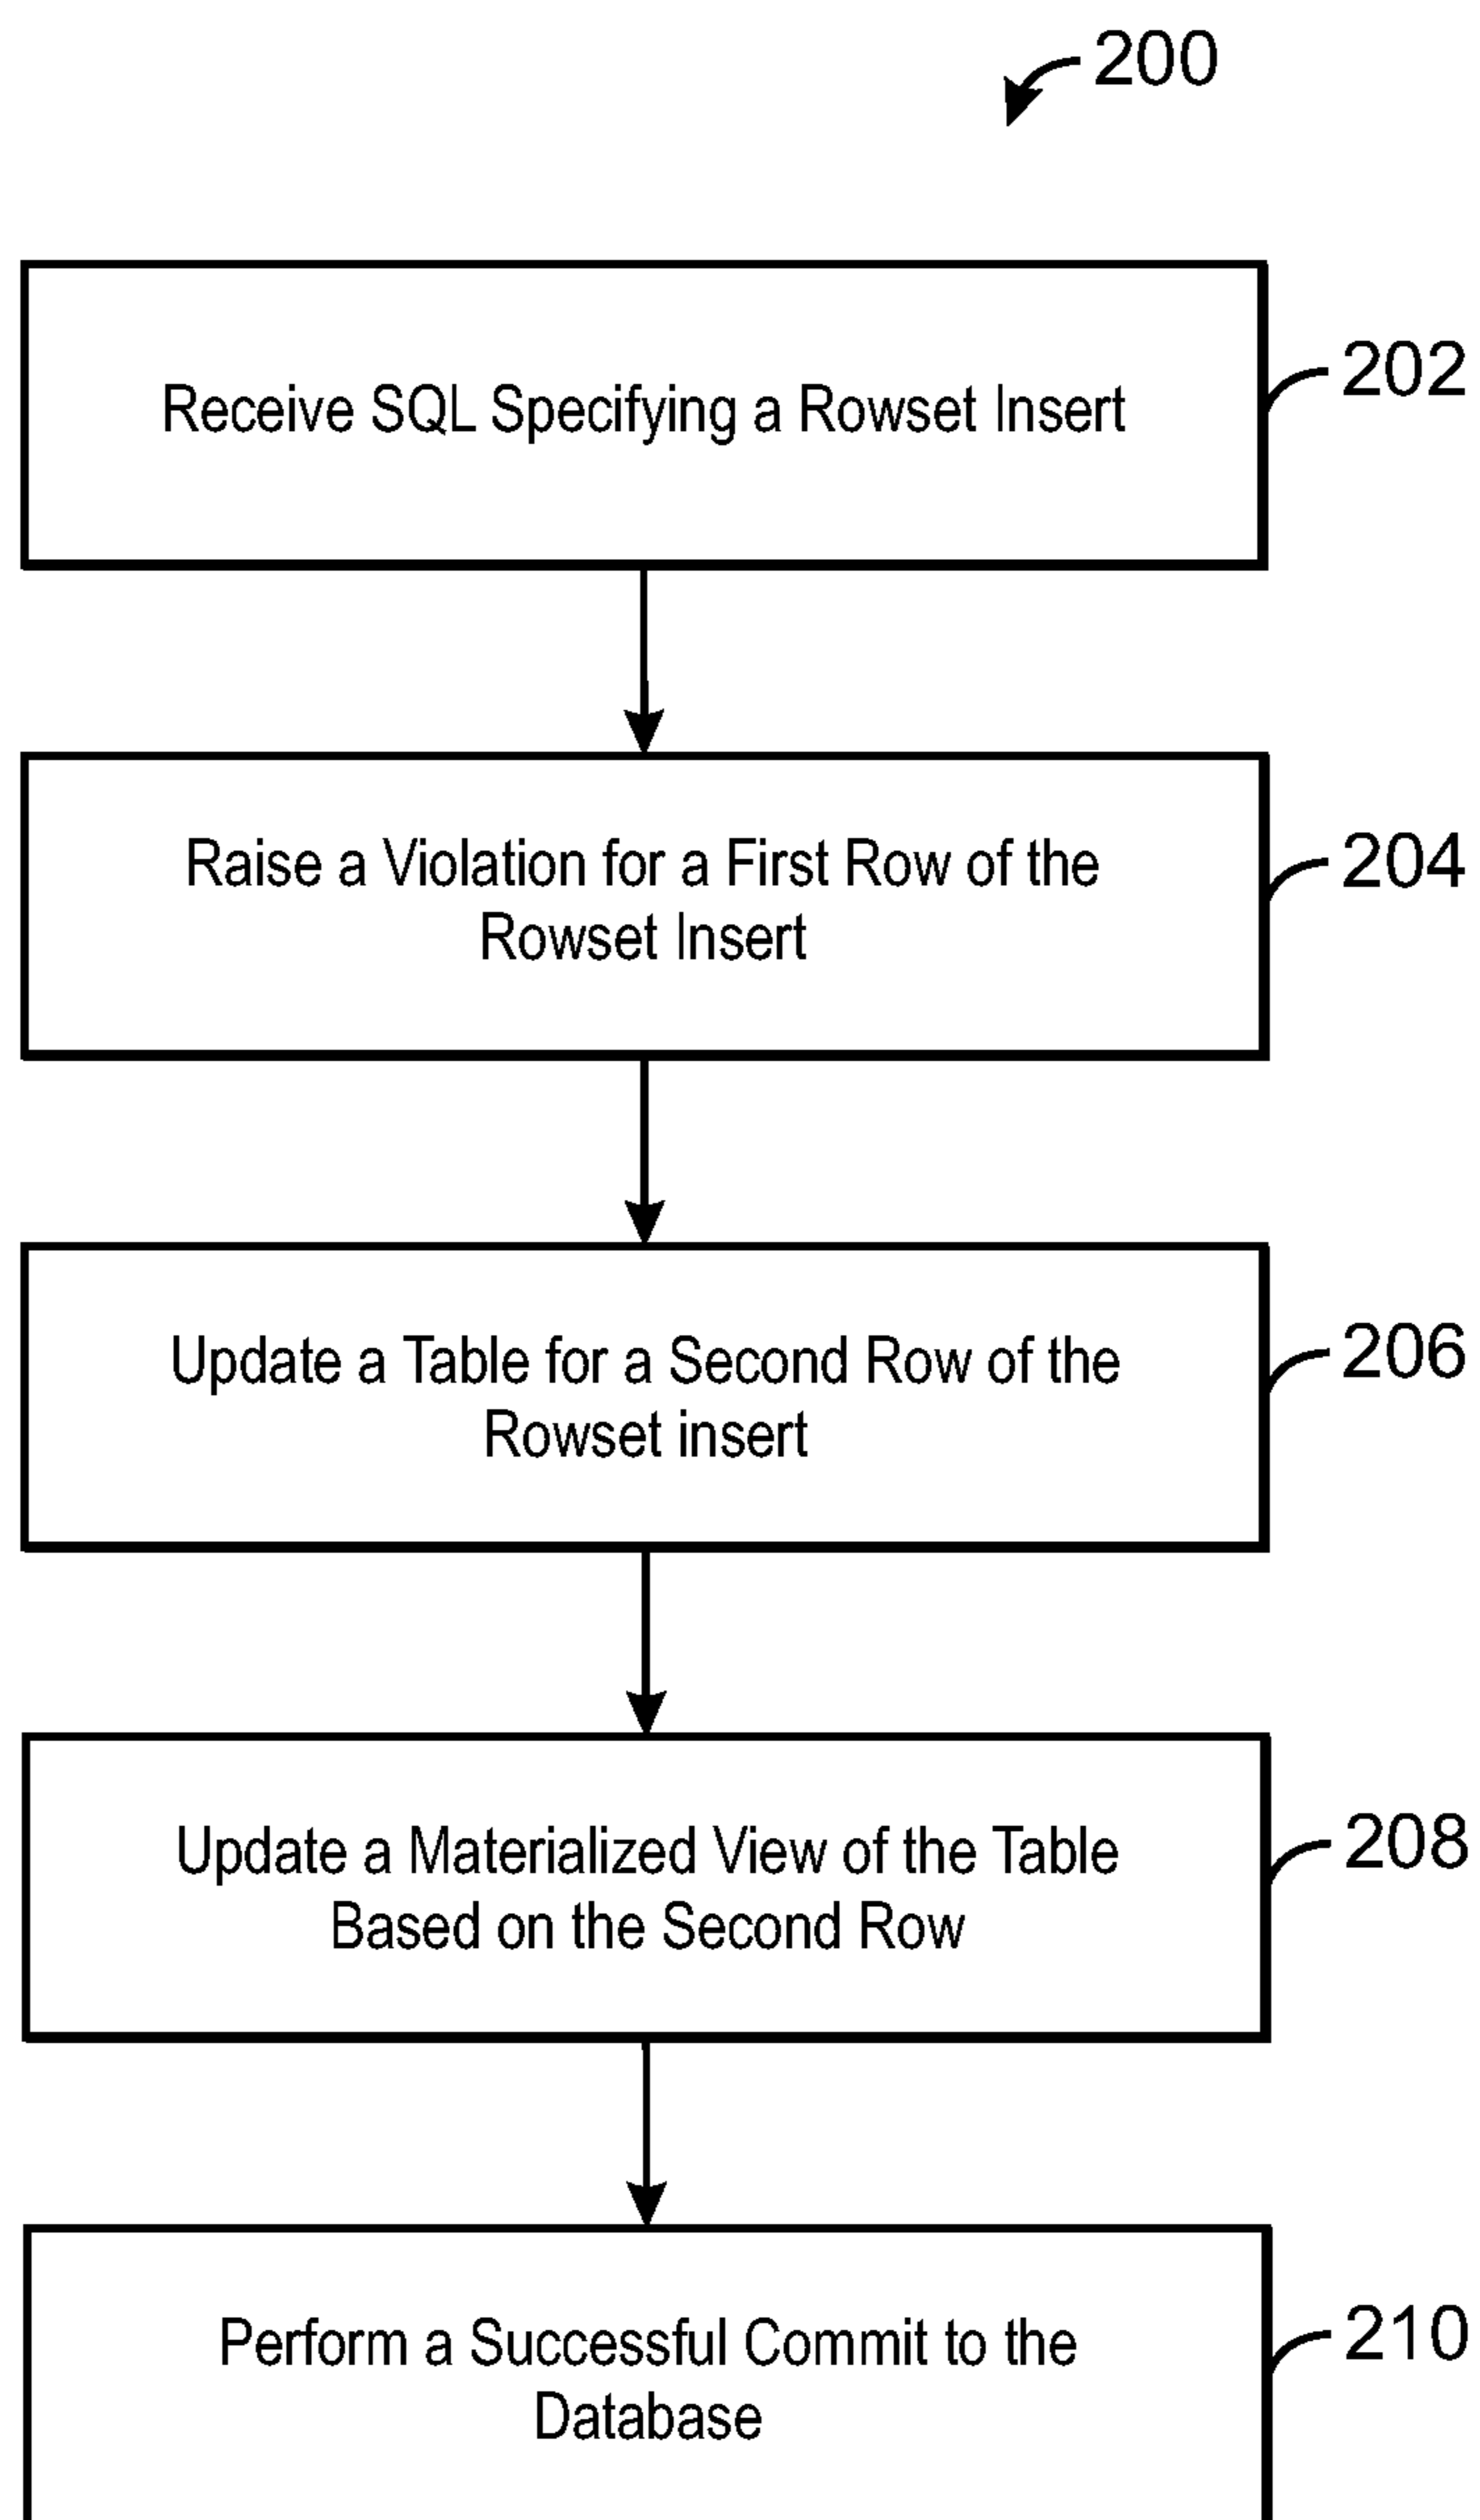 200
Receive SQL Specifying a Rowset Insert
202
Raise a Violation for a First Row of the
Rowset Insert
204
Update a Table for a Second Row of the
Rowset insert
206
Update a Materialized View of the Table
Based on the Second Row
208
Perform a Successful Commit to the
Database
210